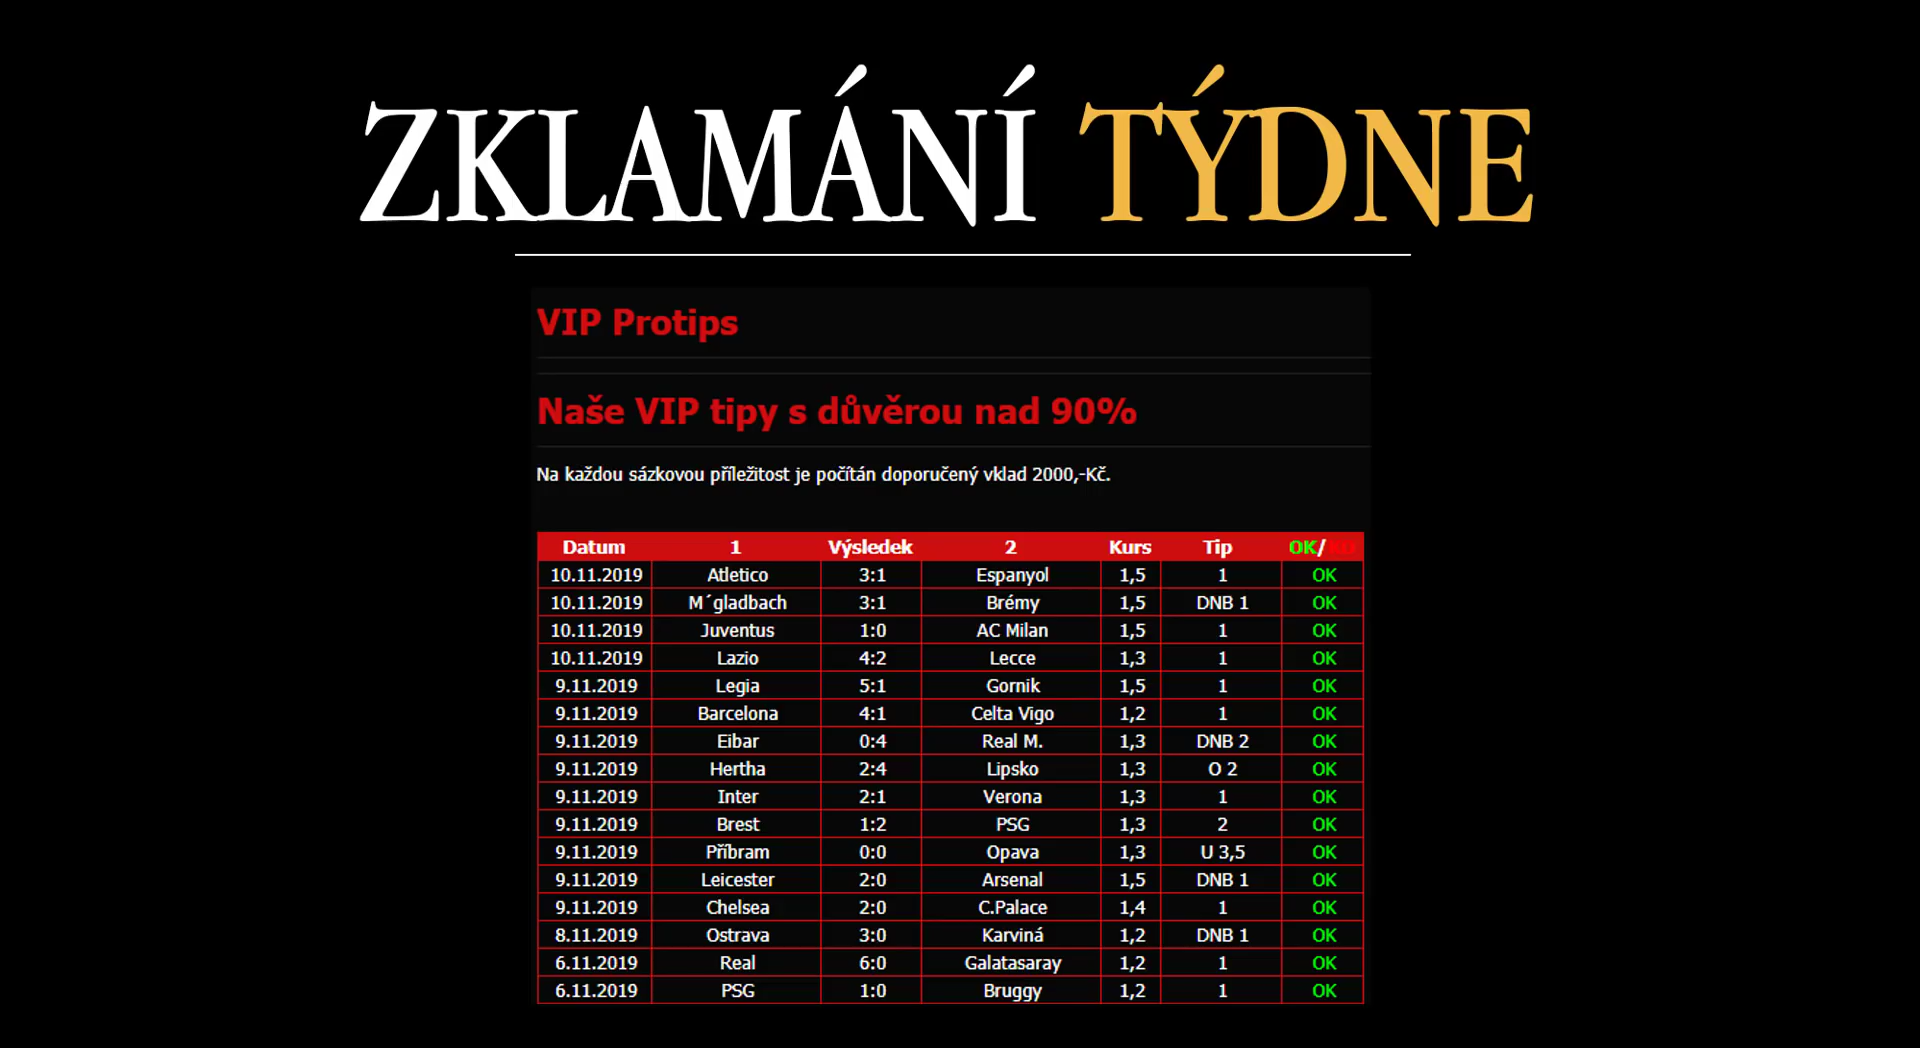 ZKLAMÁNÍ TÝDNE
VIP Protips
Naše VIP tipy s důvěrou nad 90%
Na každou sázkovou příležitost je počítán doporučený vklad 2000,-Kč.
Datum 1 Výsledek 2 Kurs Tip OK/KO
10.11.2019 Atletico 3:1 Espanyol 1,5 1 OK
10.11.2019 M´gladbach 3:1 Brémy 1,5 DNB 1 OK
10.11.2019 Juventus 1:0 AC Milan 1,5 1 OK
10.11.2019 Lazio 4:2 Lecce 1,3 1 OK
9.11.2019 Legia 5:1 Gornik 1,5 1 OK
9.11.2019 Barcelona 4:1 Celta Vigo 1,2 1 OK
9.11.2019 Eibar 0:4 Real M. 1,3 DNB 2 OK
9.11.2019 Hertha 2:4 Lipsko 1,3 O 2 OK
9.11.2019 Inter 2:1 Verona 1,3 1 OK
9.11.2019 Brest 1:2 PSG 1,3 2 OK
9.11.2019 Příbram 0:0 Opava 1,3 U 3,5 OK
9.11.2019 Leicester 2:0 Arsenal 1,5 DNB 1 OK
9.11.2019 Chelsea 2:0 C.Palace 1,4 1 OK
8.11.2019 Ostrava 3:0 Karviná 1,2 DNB 1 OK
6.11.2019 Real 6:0 Galatasaray 1,2 1 OK
6.11.2019 PSG 1:0 Bruggy 1,2 1 OK